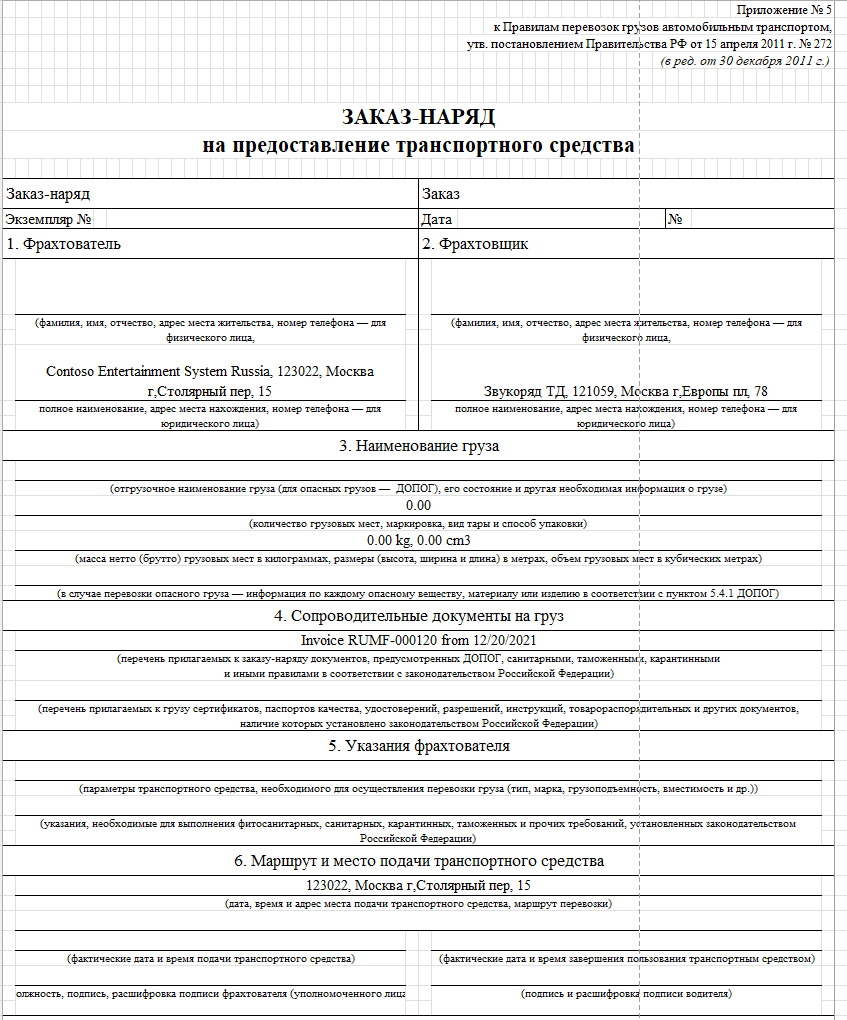 Приложение № 5
к Правилам перевозок грузов автомобильным транспортом,
утв. постановлением Правительства РФ от 15 апреля 2011 г. № 272
(в ред. от 30 декабря 2011 г.)
ЗАКАЗ-НАРЯД
на предоставление транспортного средства
Заказ-наряд
Заказ
Экземпляр №
Дата
№
1. Фрахтователь
2. Фрахтовщик
(фамилия, имя, отчество, адрес места жительства, номер телефона — для
физического лица,
(фамилия, имя, отчество, адрес места жительства, номер телефона — для
физического лица,
Contoso Entertainment System Russia, 123022, Москва
г,Столярный пер, 15
Звукоряд ТД, 121059, Москва г,Европы пл, 78
полное наименование, адрес места нахождения, номер телефона — для
юридического лица)
полное наименование, адрес места нахождения, номер телефона — для
юридического лица)
3. Наименование груза
(отгрузочное наименование груза (для опасных грузов — ДОПОГ), его состояние и другая необходимая информация о грузе)
0.00
(количество грузовых мест, маркировка, вид тары и способ упаковки)
0.00 kg, 0.00 cm3
(масса нетто (брутто) грузовых мест в килограммах, размеры (высота, ширина и длина) в метрах, объем грузовых мест в кубических метрах)
(в случае перевозки опасного груза — информация по каждому опасному веществу, материалу или изделию в соответствии с пунктом 5.4.1 ДОПОГ)
4. Сопроводительные документы на груз
Invoice RUMF-000120 from 12/20/2021
(перечень прилагаемых к заказу-наряду документов, предусмотренных ДОПОГ, санитарными, таможенными, карантинными
и иными правилами в соответствии с законодательством Российской Федерации)
(перечень прилагаемых к грузу сертификатов, паспортов качества, удостоверений, разрешений, инструкций, товарораспорядительных и других документов,
наличие которых установлено законодательством Российской Федерации)
5. Указания фрахтователя
(параметры транспортного средства, необходимого для осуществления перевозки груза (тип, марка, грузоподъемность, вместимость и др.))
(указания, необходимые для выполнения фитосанитарных, санитарных, карантинных, таможенных и прочих требований, установленных законодательством
Российской Федерации)
6. Маршрут и место подачи транспортного средства
123022, Москва г,Столярный пер, 15
(дата, время и адрес места подачи транспортного средства, маршрут перевозки)
(фактические дата и время подачи транспортного средства)
(фактические дата и время завершения пользования транспортным средством)
олжность, подпись, расшифровка подписи фрахтователя (уполномоченного лица
(подпись и расшифровка подписи водителя)